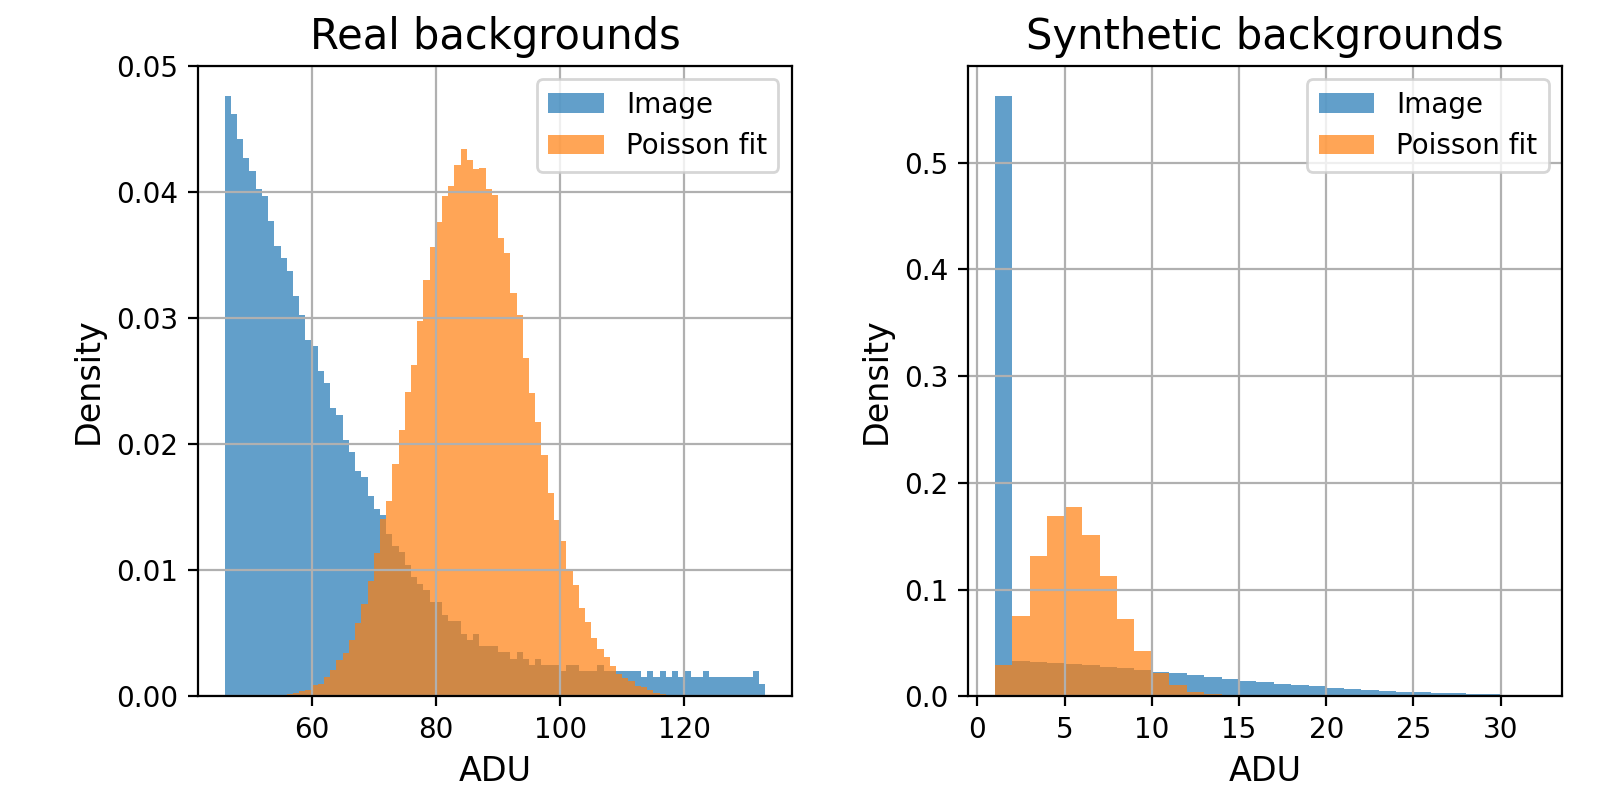 Real backgrounds
0.05
0.04
0.03
0.02
0.01
0.00
Density
60 80 100 120
ADU
Image
Poisson fit
Synthetic backgrounds
0.5
0.4
0.3
0.2
0.1
0.0
Density
0 5 10 15 20 25 30
ADU
Image
Poisson fit